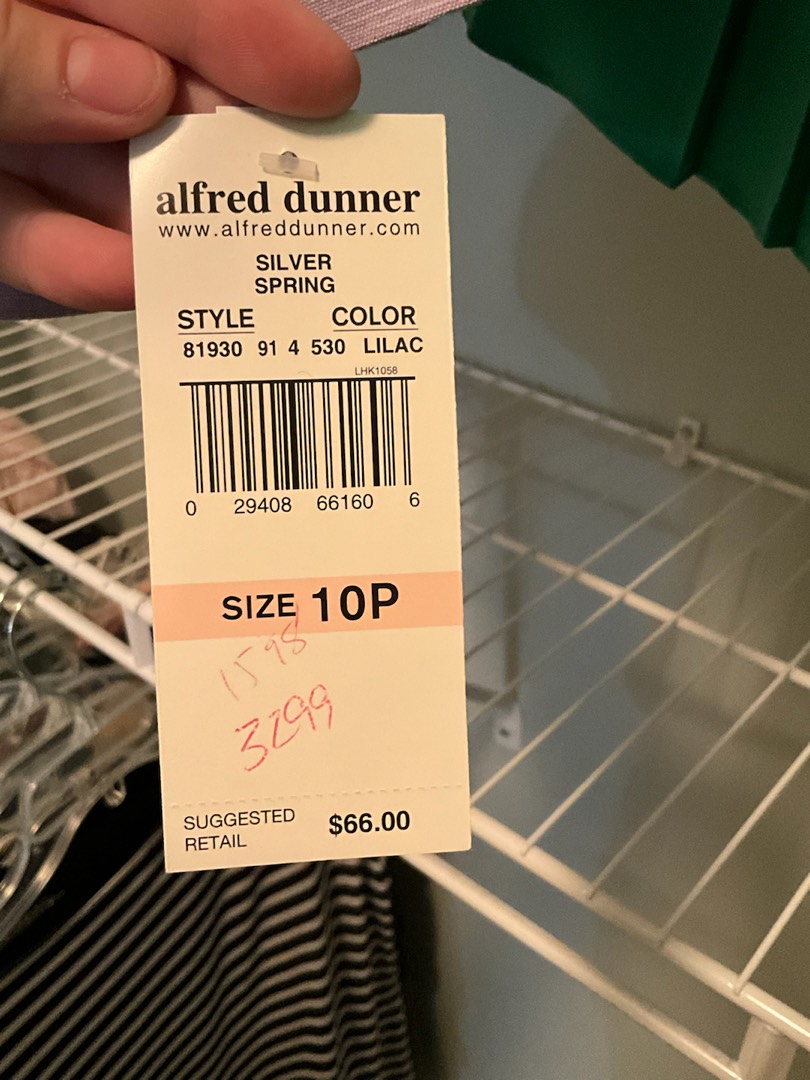 alfred dunner
www.alfreddunner.com
SILVER
SPRING
STYLE COLOR
81930 91 4 530 LILAC
LHK1058
0 29408 66160 6
SIZE 10P
1598
3299
SUGGESTED
RETAIL
$66.00